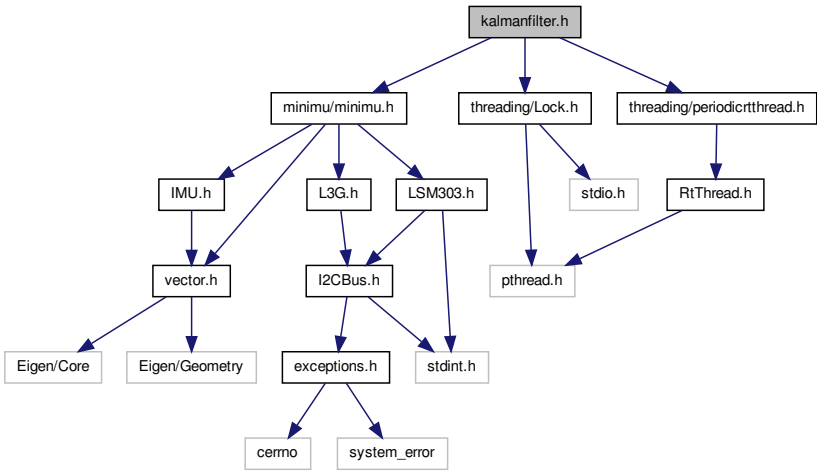 kalmanfilter.h
minimu/minimu.h
threading/Lock.h
threading/periodicrtthread.h
IMU.h
L3G.h
LSM303.h
stdio.h
RtThread.h
vector.h
I2CBus.h
pthread.h
Eigen/Core
Eigen/Geometry
exceptions.h
stdint.h
cerrno
system_error